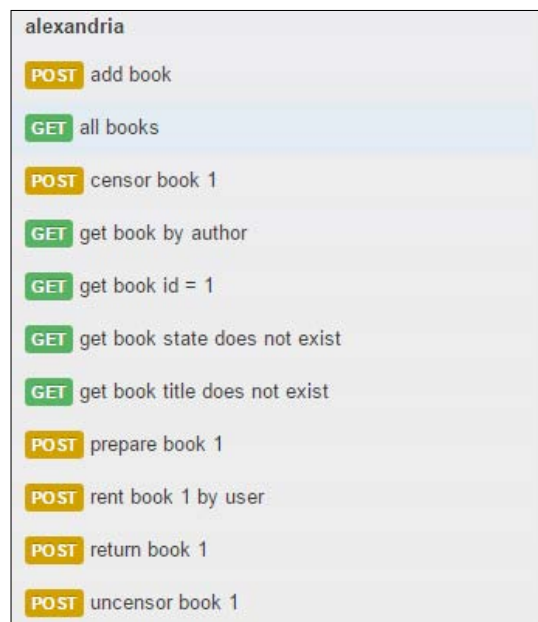 alexandria
POST add book
GET all books
POST censor book 1
GET get book by author
GET get book id = 1
GET get book state does not exist
GET get book title does not exist
POST prepare book 1
POST rent book 1 by user
POST return book 1
POST uncensor book 1